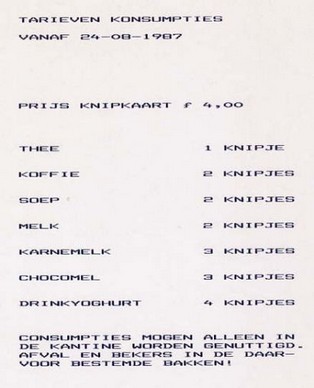 TARIEVEN KONSUMPTIES
VANAF 24-08-1987
PRIJS KNIPKAART f 4,00
THEE 1 KNIPJE
KOFFIE 2 KNIPJES
SOEP 2 KNIPJES
MELK 2 KNIPJES
KARNEMELK 3 KNIPJES
CHOCOMEL 3 KNIPJES
DRINKYOGHURT 4 KNIPJES
CONSUMPTIES MOGEN ALLEEN IN
DE KANTINE WORDEN GENUTTIGD.
AFVAL EN BEKERS IN DE DAAR-
VOOR BESTEMDE BAKKEN!